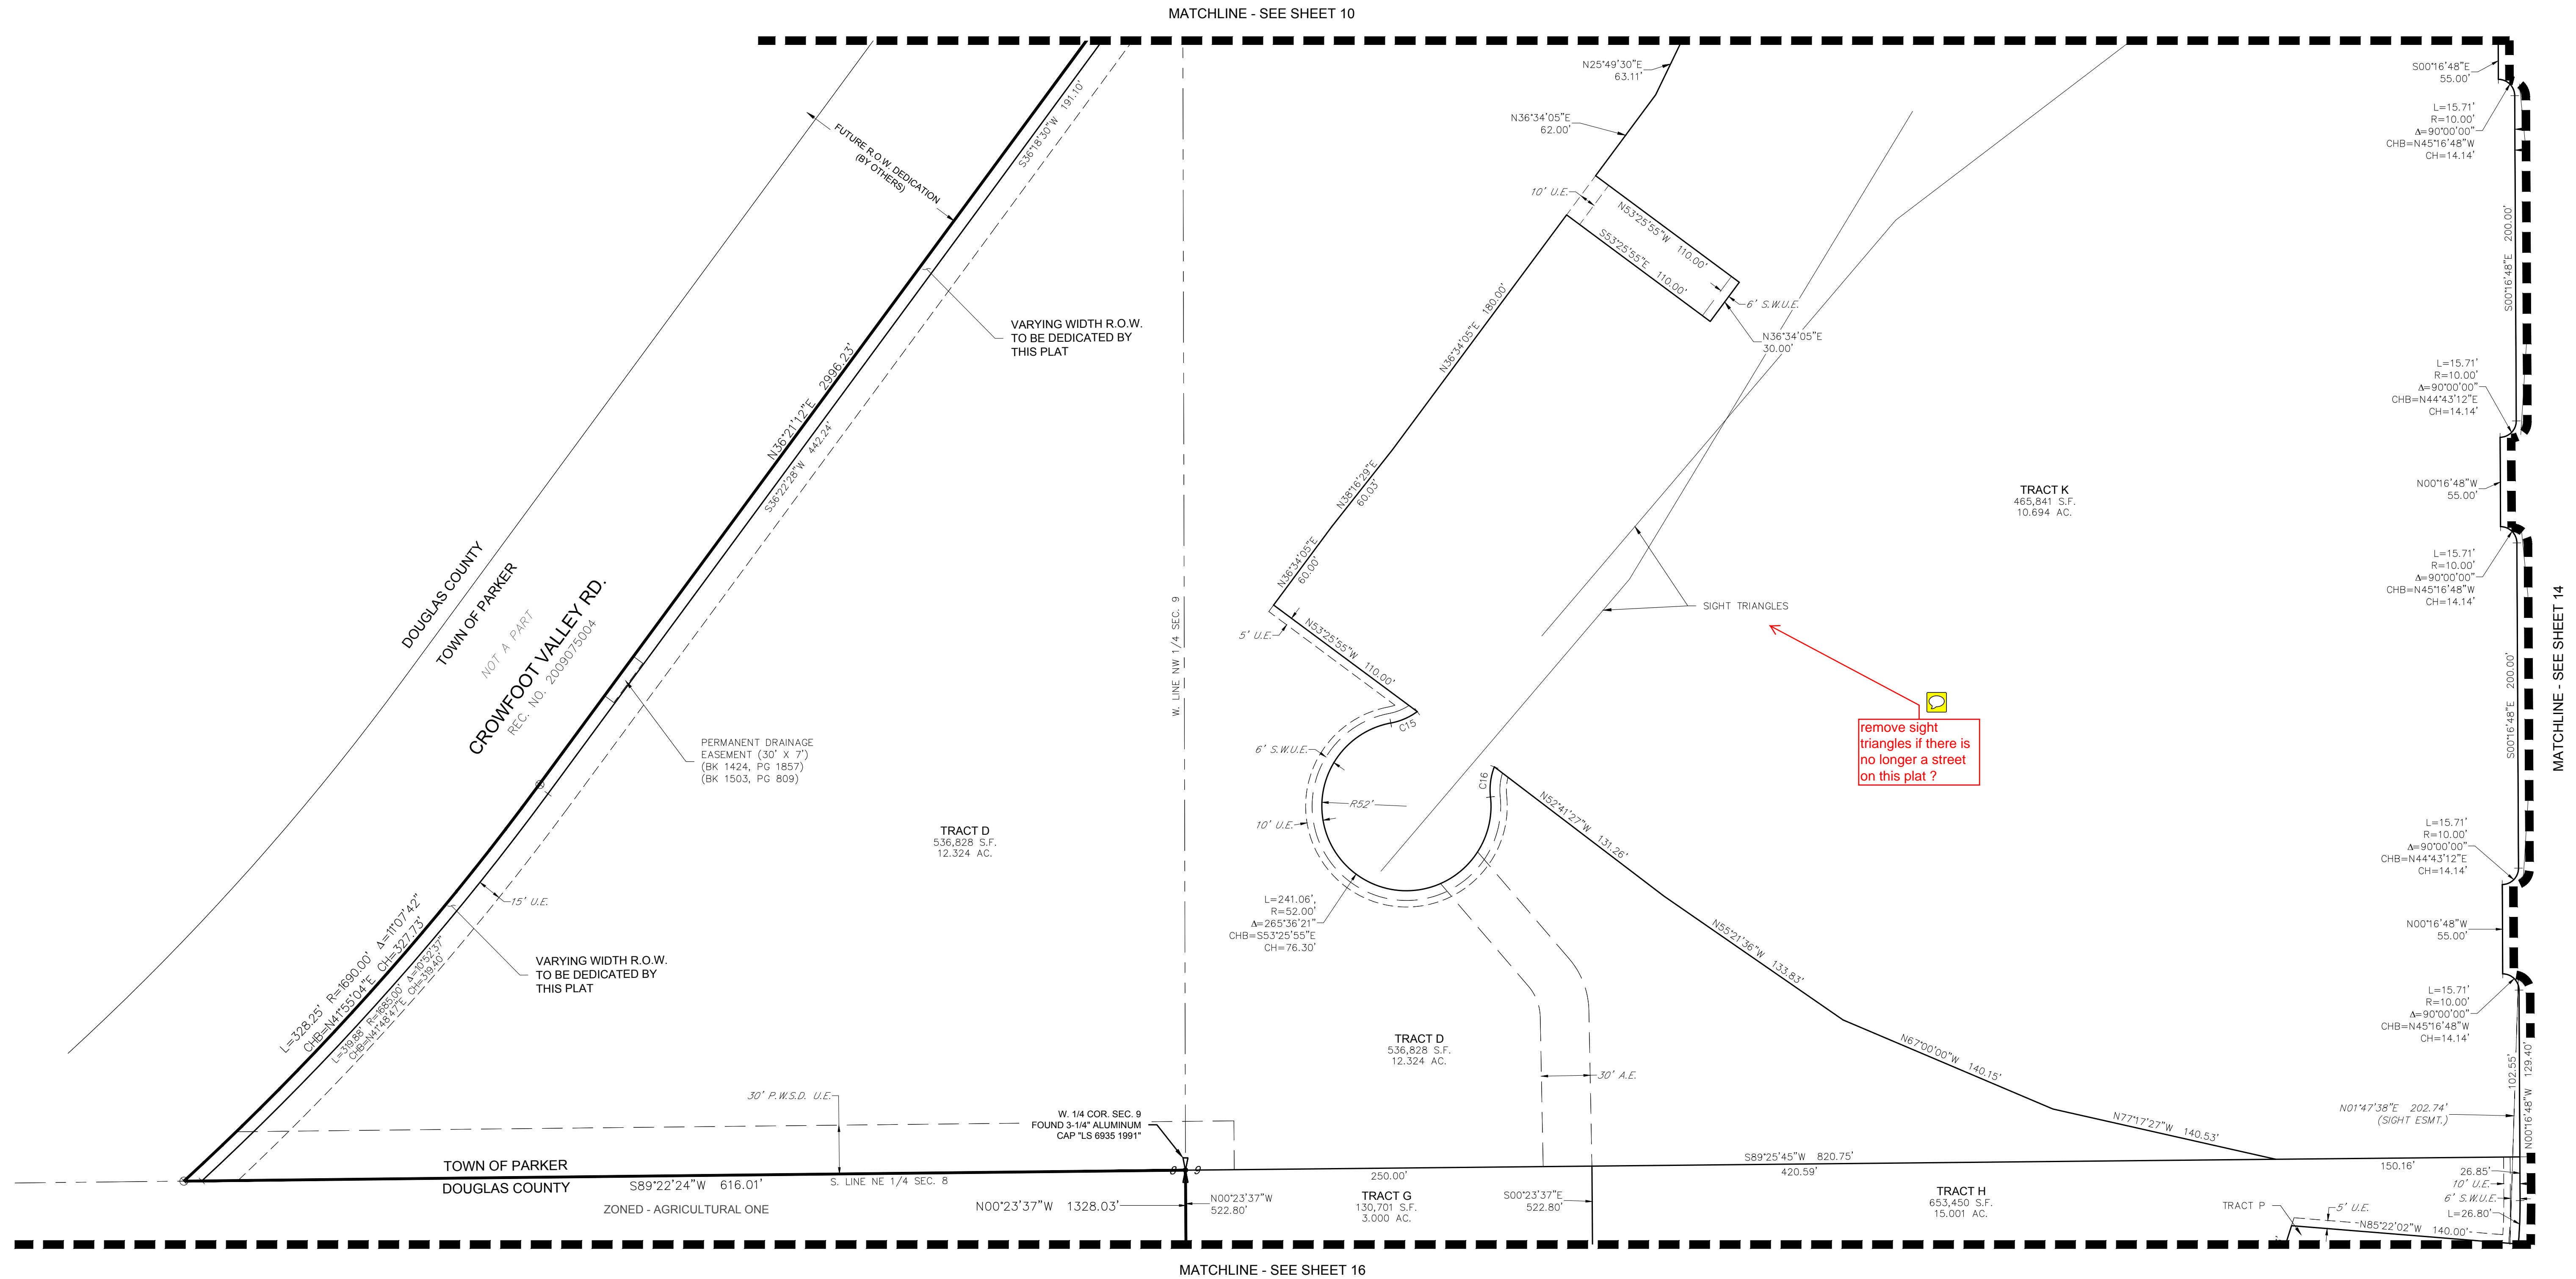 MATCHLINE - SEE SHEET 10
N25°49'30"E
63.11'
S00°16'48"E
55.00'
L=15.71'
R=10.00'
Δ=90°00'00"
CHB=N45°16'48"W
CH=14.14'
N36°34'05"E
62.00'
S36°18'30"W 191.10'
FUTURE R.O.W. DEDICATION
(BY OTHERS)
10' U.E.
N53°25'55"W 110.00'
S53°25'55"E 110.00'
6' S.W.U.E.
N36°34'05"E
30.00'
S00°16'48"E 200.00'
VARYING WIDTH R.O.W.
TO BE DEDICATED BY
THIS PLAT
N36°34'05"E 180.00'
N36°21'12"E 2996.23'
S36°22'28"W 442.24'
L=15.71'
R=10.00'
Δ=90°00'00"
CHB=N44°43'12"E
CH=14.14'
N38°16'29"E
60.03'
TRACT K
465,841 S.F.
10.694 AC.
N00°16'48"W
55.00'
DOUGLAS COUNTY
TOWN OF PARKER
NOT A PART
CROWFOOT VALLEY RD.
REC. NO. 2009075004
N36°34'05"E
60.00'
L=15.71'
R=10.00'
Δ=90°00'00"
CHB=N45°16'48"W
CH=14.14'
SIGHT TRIANGLES
W. LINE NW 1/4 SEC. 9
5' U.E.
N53°25'55"W 110.00'
MATCHLINE - SEE SHEET 14
S00°16'48"E 200.00'
remove sight
triangles if there is
no longer a street
on this plat ?
C15
6' S.W.U.E.
PERMANENT DRAINAGE
EASEMENT (30' X 7')
(BK 1424, PG 1857)
(BK 1503, PG 809)
C16
R52'
10' U.E.
N52°41'27"W 131.26'
TRACT D
536,828 S.F.
12.324 AC.
L=15.71'
R=10.00'
Δ=90°00'00"
CHB=N44°43'12"E
CH=14.14'
15' U.E.
L=241.06',
R=52.00'
Δ=265°36'21"
CHB=S53°25'55"E
CH=76.30'
N55°21'36"W 133.83'
N00°16'48"W
55.00'
VARYING WIDTH R.O.W.
TO BE DEDICATED BY
THIS PLAT
L=328.25' R=1690.00' Δ=11°07'42"
CHB=N41°55'04"E CH=327.73'
L=319.88' R=1685.00' Δ=10°52'37"
CHB=N41°48'47"E CH=319.40'
L=15.71'
R=10.00'
Δ=90°00'00"
CHB=N45°16'48"W
CH=14.14'
TRACT D
536,828 S.F.
12.324 AC.
N67°00'00"W 140.15'
30' A.E.
102.55'
N00°16'48"W 129.40'
30' P.W.S.D. U.E.
W. 1/4 COR. SEC. 9
FOUND 3-1/4" ALUMINUM
CAP "LS 6935 1991"
N01°47'38"E 202.74'
(SIGHT ESMT.)
N77°17'27"W 140.53'
TOWN OF PARKER
DOUGLAS COUNTY
S89°22'24"W 616.01'
S. LINE NE 1/4 SEC. 8
8 9
S89°25'45"W 820.75'
250.00'
420.59'
150.16'
26.85'
10' U.E.
6' S.W.U.E.
L=26.80'
ZONED - AGRICULTURAL ONE
N00°23'37"W 1328.03'
N00°23'37"W
522.80'
TRACT G
130,701 S.F.
3.000 AC.
S00°23'37"E
522.80'
TRACT H
653,450 S.F.
15.001 AC.
TRACT P
5' U.E.
N85°22'02"W 140.00'
MATCHLINE - SEE SHEET 16